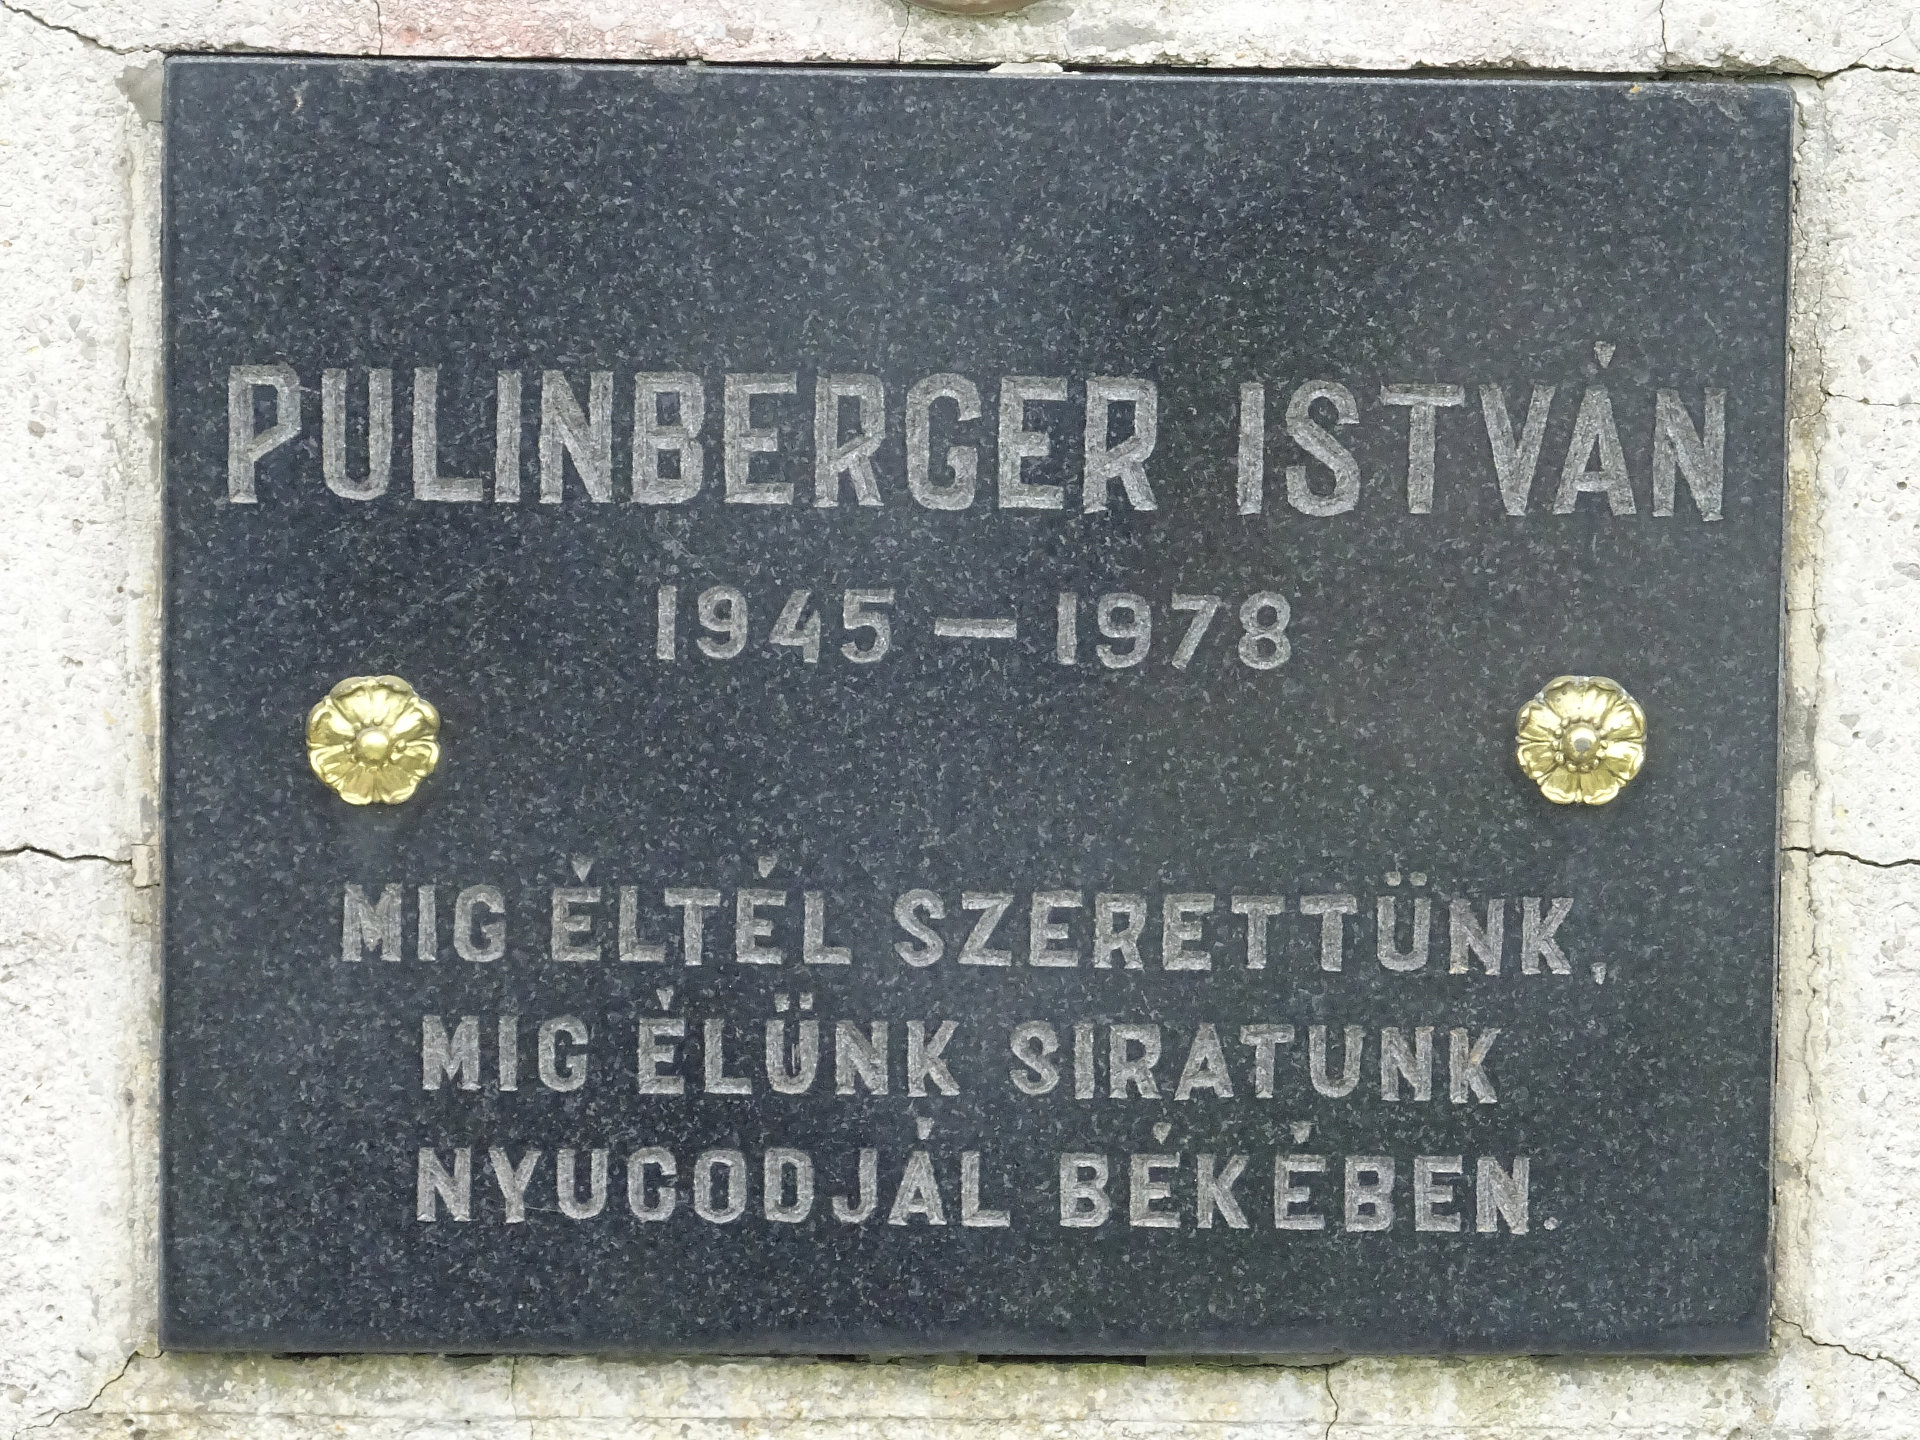 PULINBERGER ISTVÁN
1945 — 1978
MIG ÉLTÉL SZERETTÜNK,
MIG ÉLÜNK SIRATUNK
NYUGODJÁL BÉKÉBEN.